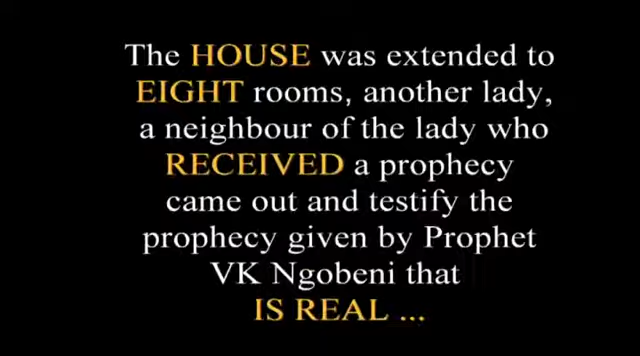 The HOUSE was extended to
EIGHT rooms, another lady,
a neighbour of the lady who
RECEIVED a prophecy
came out and testify the
prophecy given by Prophet
VK Ngobeni that
IS REAL ...